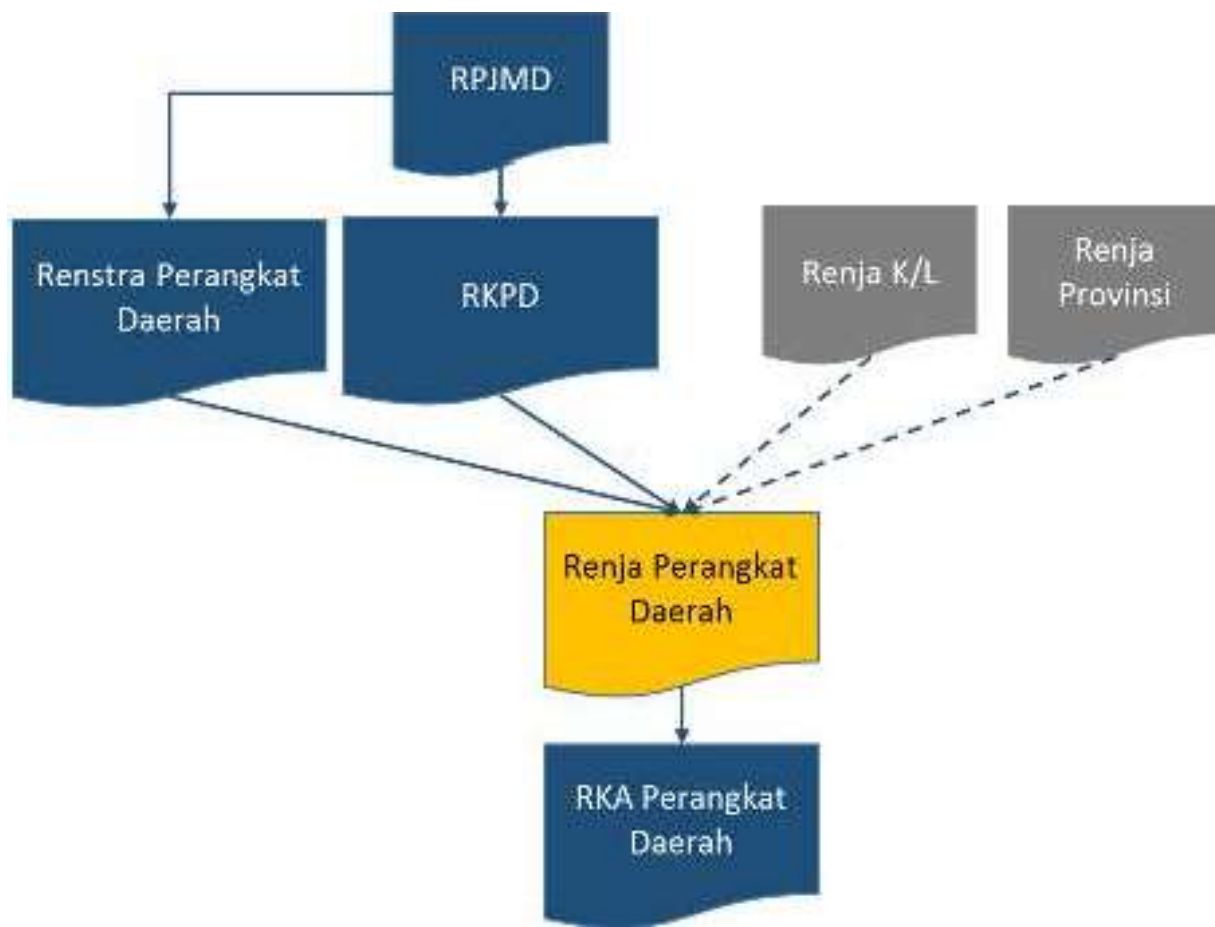 RPJMD
Renstra Perangkat
Daerah
RKPD
Renja K/L
Renja
Provinsi
Renja Perangkat
Daerah
RKA Perangkat
Daerah